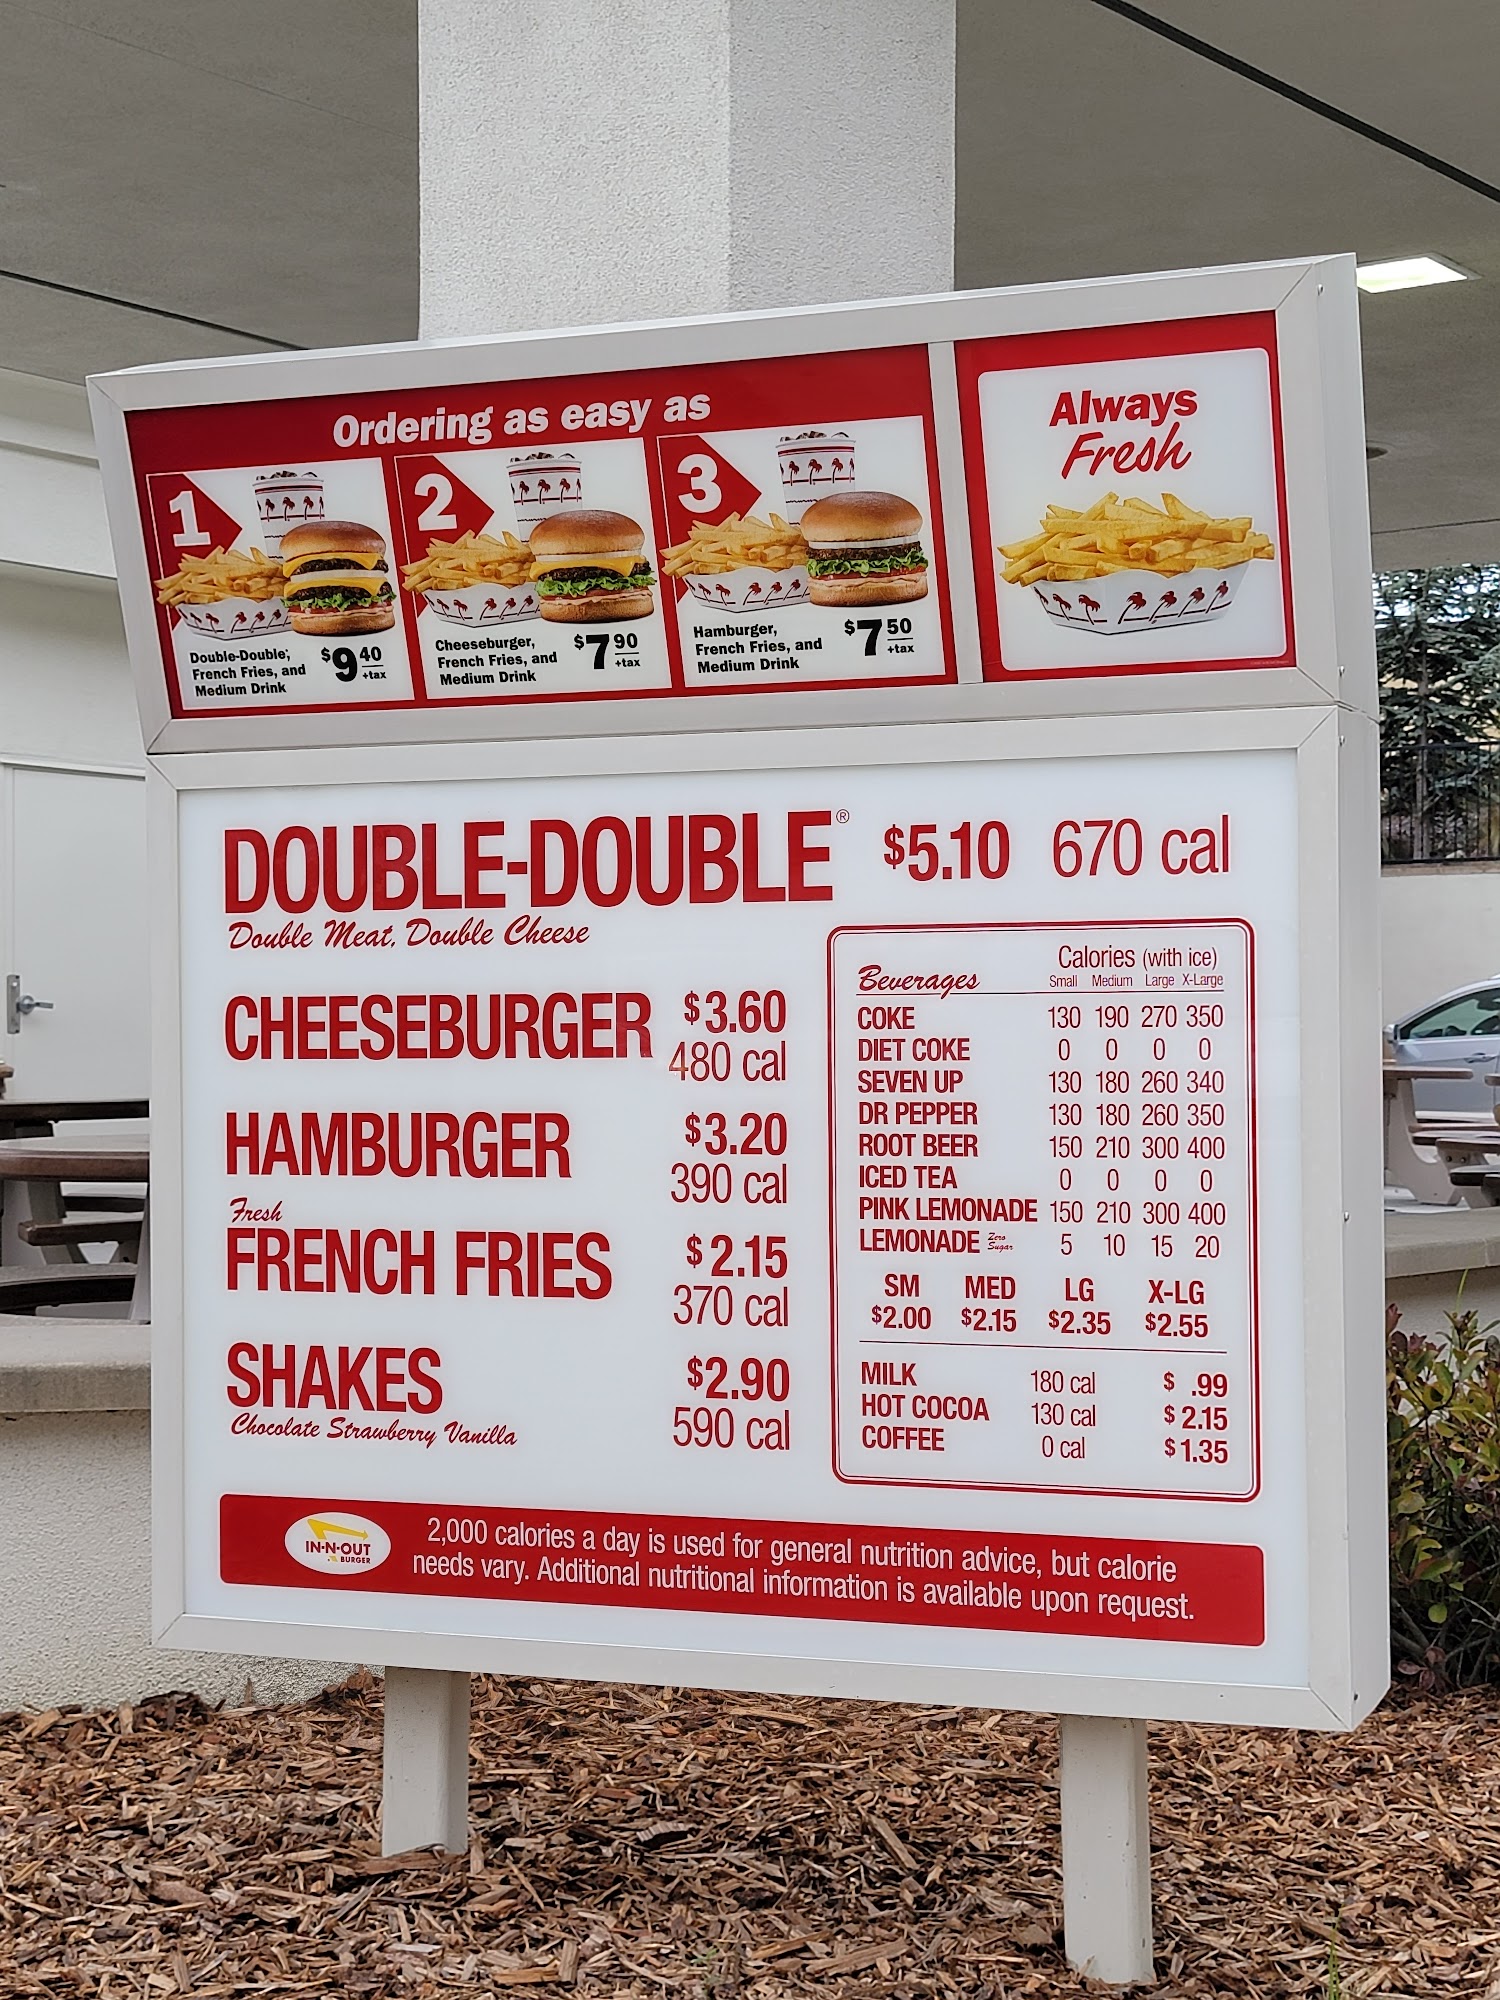 Ordering as easy as
1
Double-Double®,
French Fries, and
Medium Drink
$9 40
+tax
2
Cheeseburger,
French Fries, and
Medium Drink
$7 90
+tax
3
Hamburger,
French Fries, and
Medium Drink
$7 50
+tax
Always
Fresh
DOUBLE-DOUBLE® $5.10 670 cal
Double Meat, Double Cheese
CHEESEBURGER $3.60
480 cal
HAMBURGER $3.20
390 cal
Fresh
FRENCH FRIES $2.15
370 cal
SHAKES $2.90
Chocolate Strawberry Vanilla 590 cal
Calories (with ice)
Beverages Small Medium Large X-Large
COKE 130 190 270 350
DIET COKE 0 0 0 0
SEVEN UP 130 180 260 340
DR PEPPER 130 180 260 350
ROOT BEER 150 210 300 400
ICED TEA 0 0 0 0
PINK LEMONADE 150 210 300 400
LEMONADE Zero Sugar 5 10 15 20
SM MED LG X-LG
$2.00 $2.15 $2.35 $2.55
MILK 180 cal $ .99
HOT COCOA 130 cal $2.15
COFFEE 0 cal $1.35
IN-N-OUT
BURGER
2,000 calories a day is used for general nutrition advice, but calorie
needs vary. Additional nutritional information is available upon request.